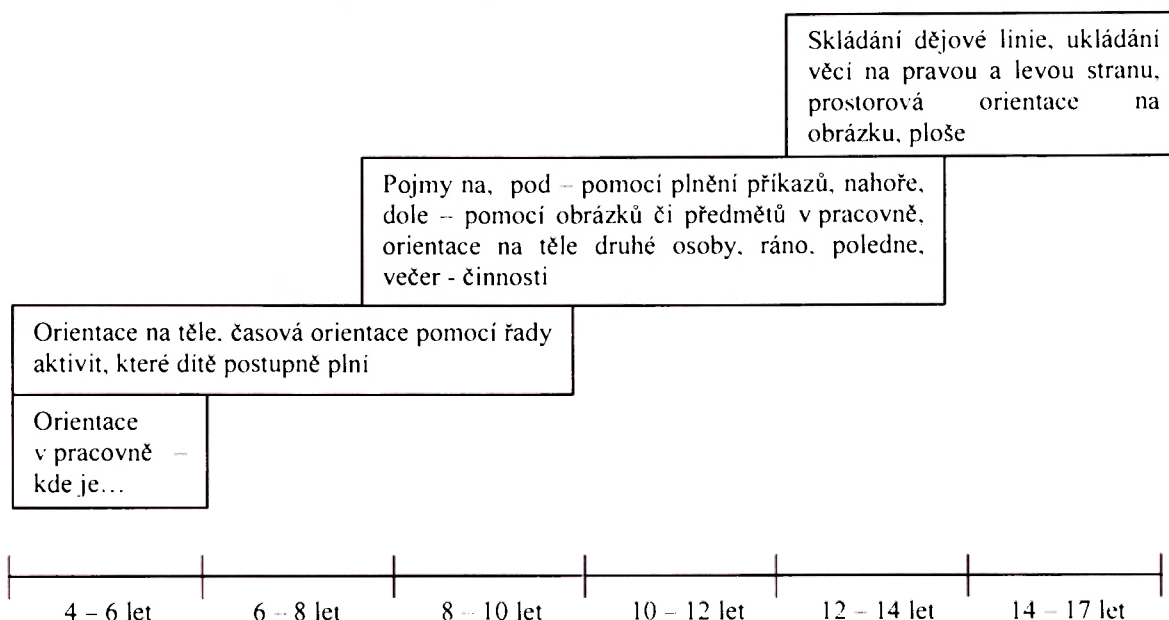 Skládání dějové linie, ukládání
věcí na pravou a levou stranu,
prostorová orientace na
obrázku, ploše
Pojmy na, pod – pomocí plnění příkazů, nahoře,
dole – pomocí obrázků či předmětů v pracovně,
orientace na těle druhé osoby, ráno, poledne,
večer - činnosti
Orientace na těle. časová orientace pomocí řady
aktivit, které dítě postupně plní
Orientace
v pracovně –
kde je...
4 – 6 let 6 – 8 let 8 – 10 let 10 – 12 let 12 – 14 let 14 – 17 let